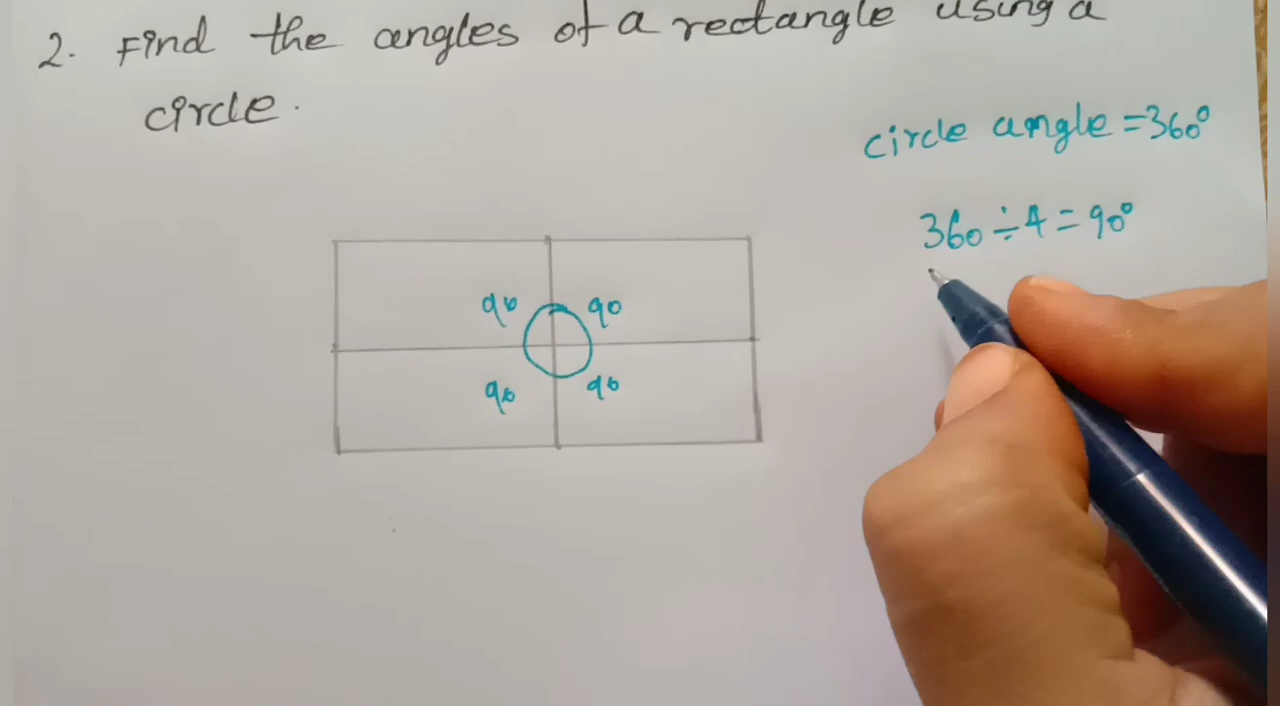 2. Find the angles of a rectangle using a
circle.
circle angle = 360°
360 ÷ 4 = 90°
90 90
90 90